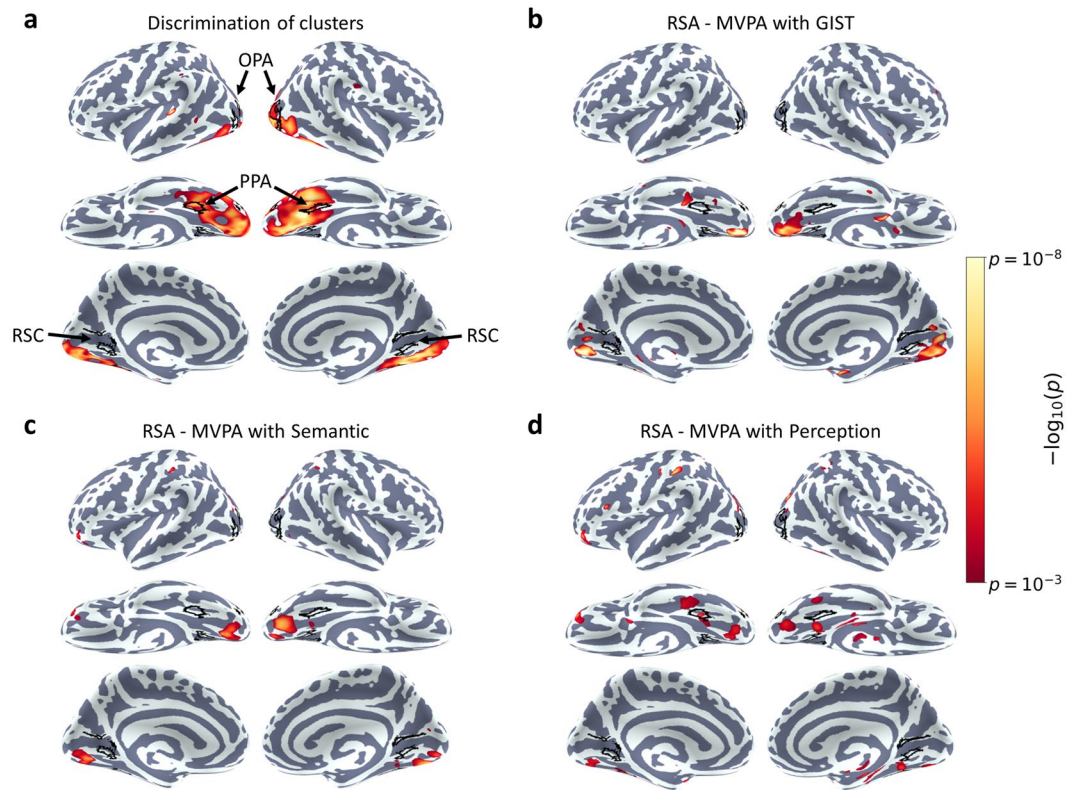 a
Discrimination of clusters
OPA
PPA
RSC
RSC
b
RSA - MVPA with GIST
p = 10⁻⁸
−log₁₀(p)
p = 10⁻³
c
RSA - MVPA with Semantic
d
RSA - MVPA with Perception